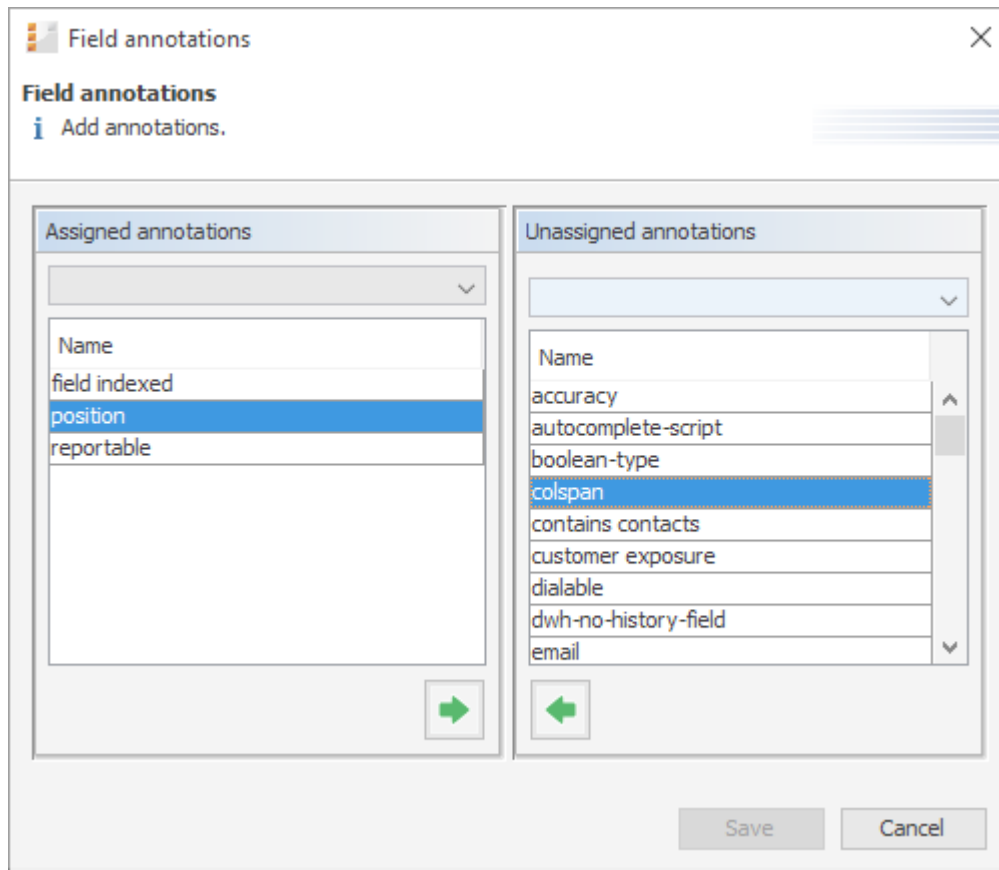 Field annotations
Field annotations
Add annotations.
Assigned annotations
Name
field indexed
position
reportable
Unassigned annotations
Name
accuracy
autocomplete-script
boolean-type
colspan
contains contacts
customer exposure
dialable
dwh-no-history-field
email
Save
Cancel